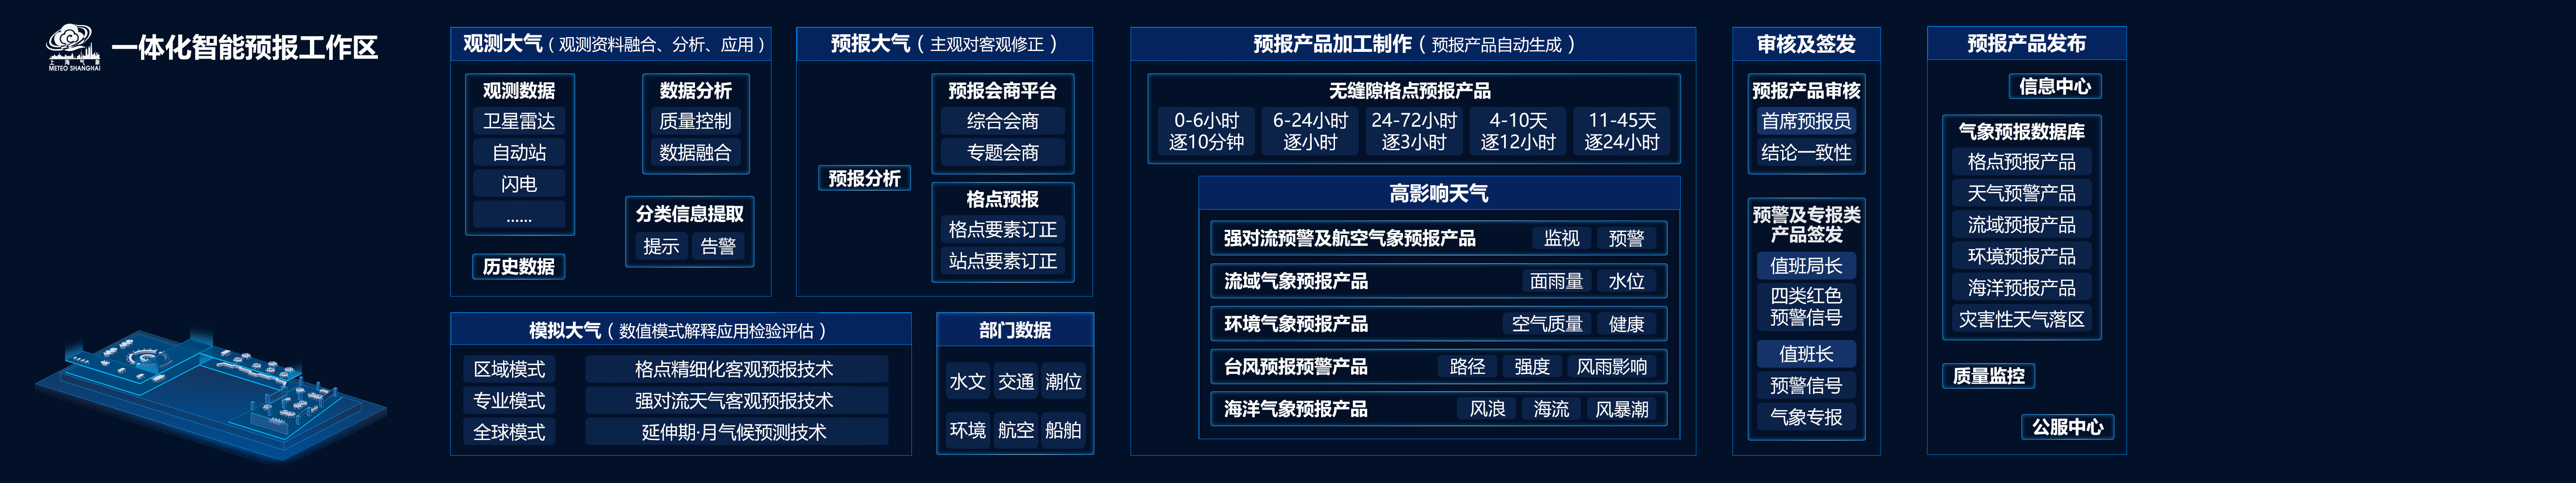 上海气象
METEO SHANGHAI
一体化智能预报工作区
观测大气（观测资料融合、分析、应用）
观测数据
卫星雷达
自动站
闪电
......
历史数据
数据分析
质量控制
数据融合
分类信息提取
提示 告警
预报大气（主观对客观修正）
预报分析
预报会商平台
综合会商
专题会商
格点预报
格点要素订正
站点要素订正
模拟大气（数值模式解释应用检验评估）
区域模式 格点精细化客观预报技术
专业模式 强对流天气客观预报技术
全球模式 延伸期·月气候预测技术
部门数据
水文 交通 潮位
环境 航空 船舶
预报产品加工制作（预报产品自动生成）
无缝隙格点预报产品
0-6小时 6-24小时 24-72小时 4-10天 11-45天
逐10分钟 逐小时 逐3小时 逐12小时 逐24小时
高影响天气
强对流预警及航空气象预报产品 监视 预警
流域气象预报产品 面雨量 水位
环境气象预报产品 空气质量 健康
台风预报预警产品 路径 强度 风雨影响
海洋气象预报产品 风浪 海流 风暴潮
审核及签发
预报产品审核
首席预报员
结论一致性
预警及专报类
产品签发
值班局长
四类红色
预警信号
值班长
预警信号
气象专报
预报产品发布
信息中心
气象预报数据库
格点预报产品
天气预警产品
流域预报产品
环境预报产品
海洋预报产品
灾害性天气落区
质量监控
公服中心